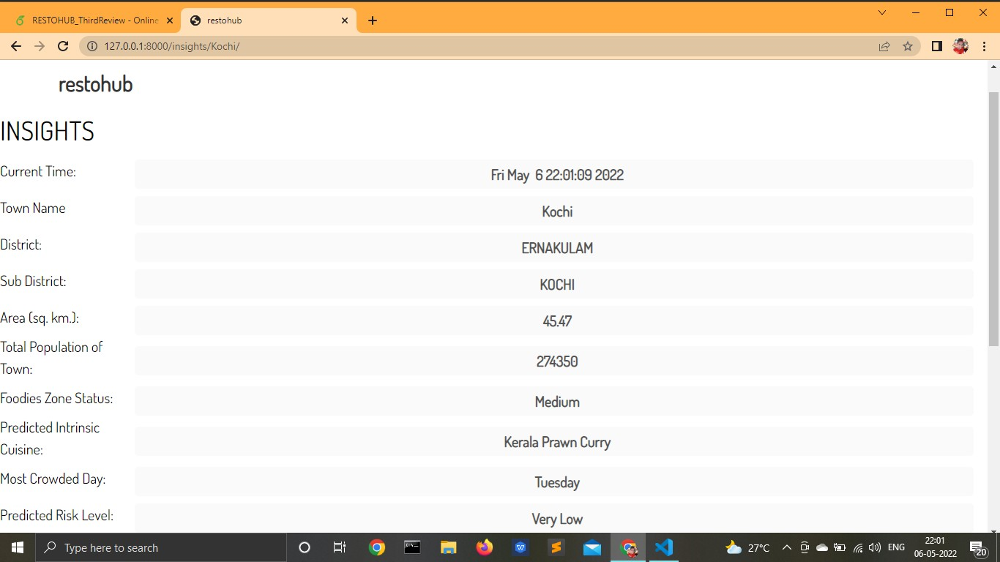 RESTOHUB_ThirdReview - Online
restohub
127.0.0.1:8000/insights/Kochi/
restohub
INSIGHTS
Current Time: Fri May  6 22:01:09 2022
Town Name Kochi
District: ERNAKULAM
Sub District: KOCHI
Area (sq. km.): 45.47
Total Population of
Town: 274350
Foodies Zone Status: Medium
Predicted Intrinsic
Cuisine: Kerala Prawn Curry
Most Crowded Day: Tuesday
Predicted Risk Level: Very Low
Type here to search
27°C
ENG
22:01
06-05-2022
20